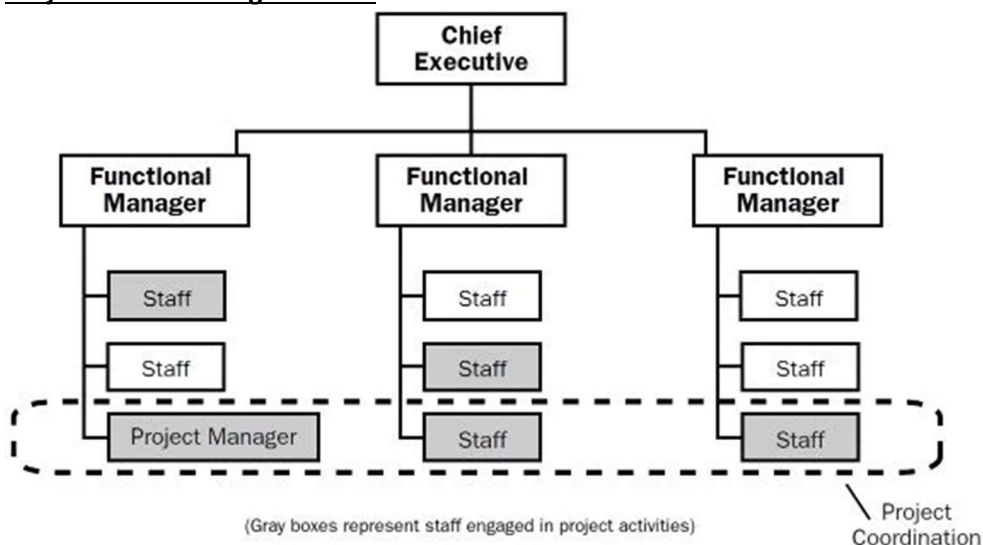 Chief
Executive
Functional
Manager
Functional
Manager
Functional
Manager
Staff
Staff
Staff
Staff
Staff
Staff
Project Manager
Staff
Staff
(Gray boxes represent staff engaged in project activities)
Project
Coordination